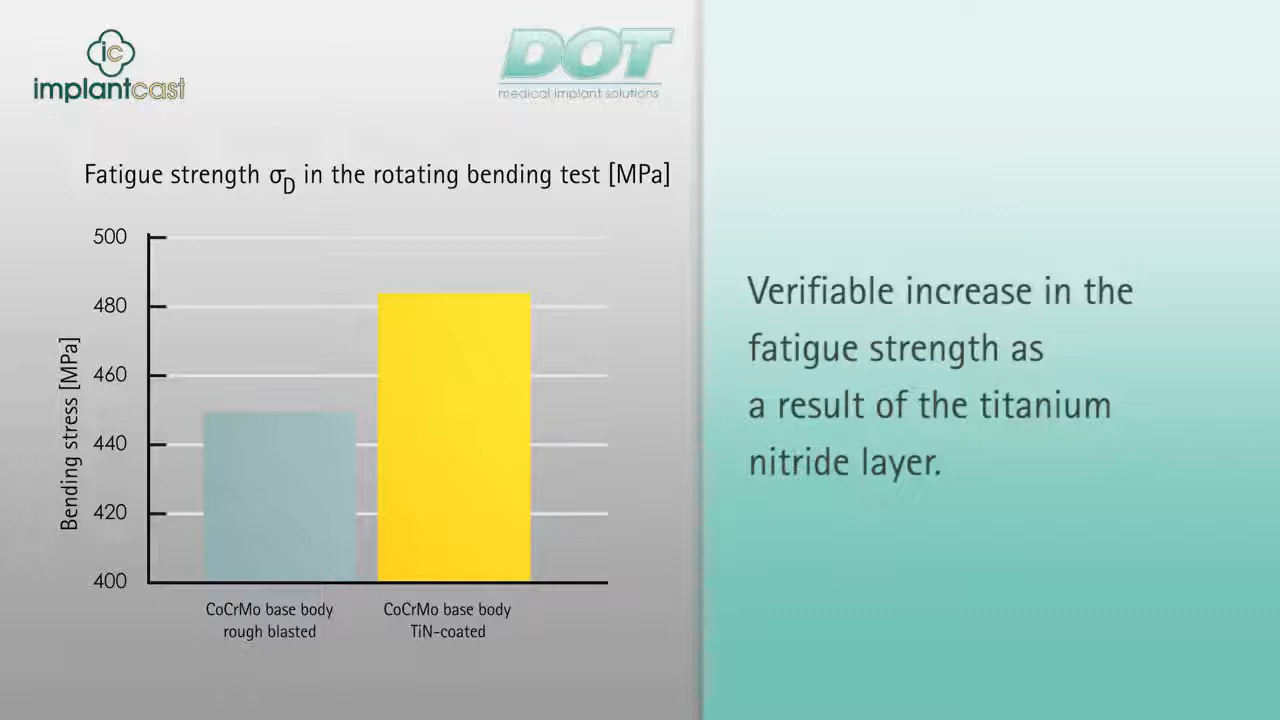 ic
implantcast
DOT
medical implant solutions
Fatigue strength σD in the rotating bending test [MPa]
Bending stress [MPa]
500
480
460
440
420
400
CoCrMo base body
rough blasted
CoCrMo base body
TiN-coated
Verifiable increase in the
fatigue strength as
a result of the titanium
nitride layer.